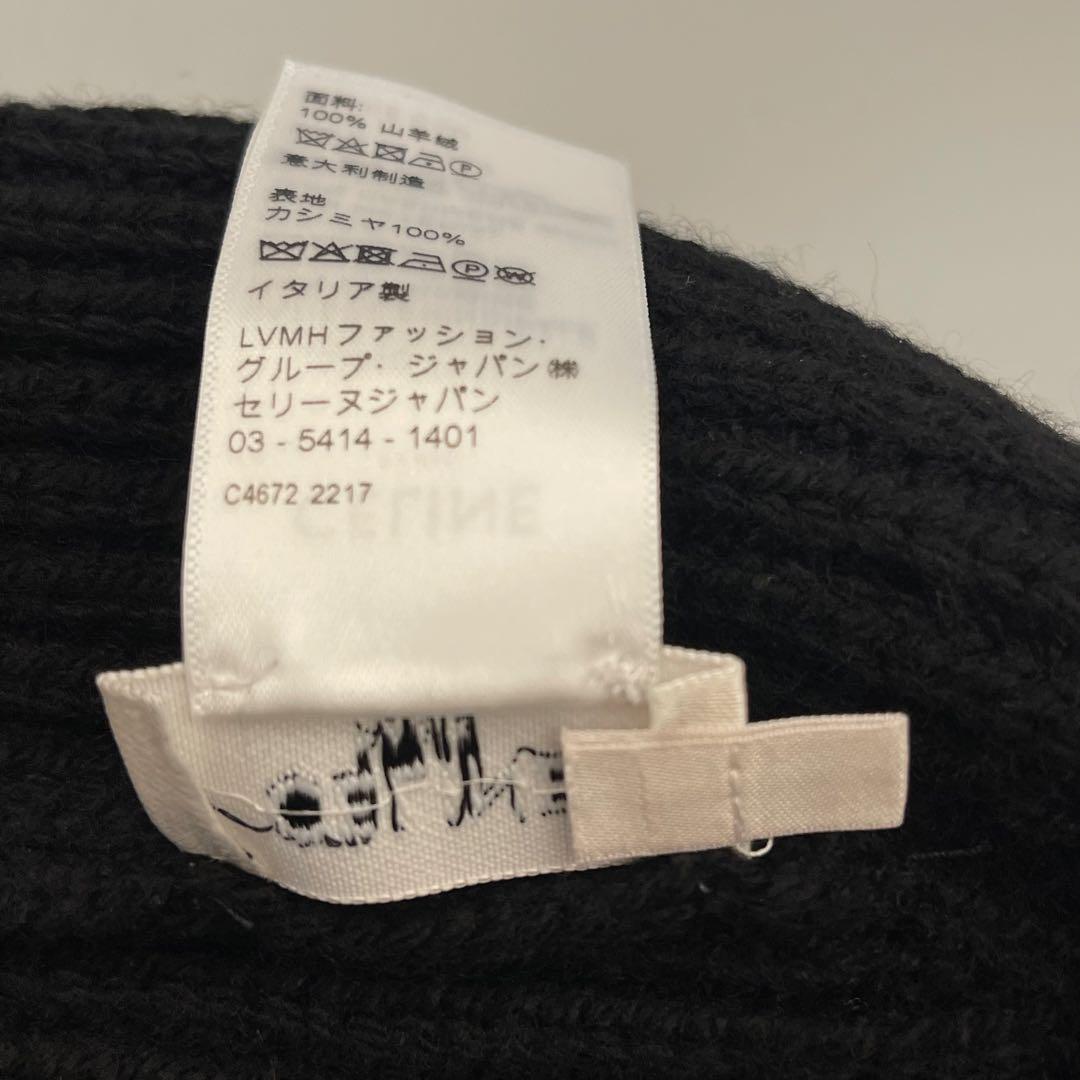 面料:
100% 山羊绒
意大利制造
表地
カシミヤ100%
イタリア製
LVMHファッション・
グループ・ジャパン㈱
セリーヌジャパン
03 - 5414 - 1401
C4672 2217
CELINE